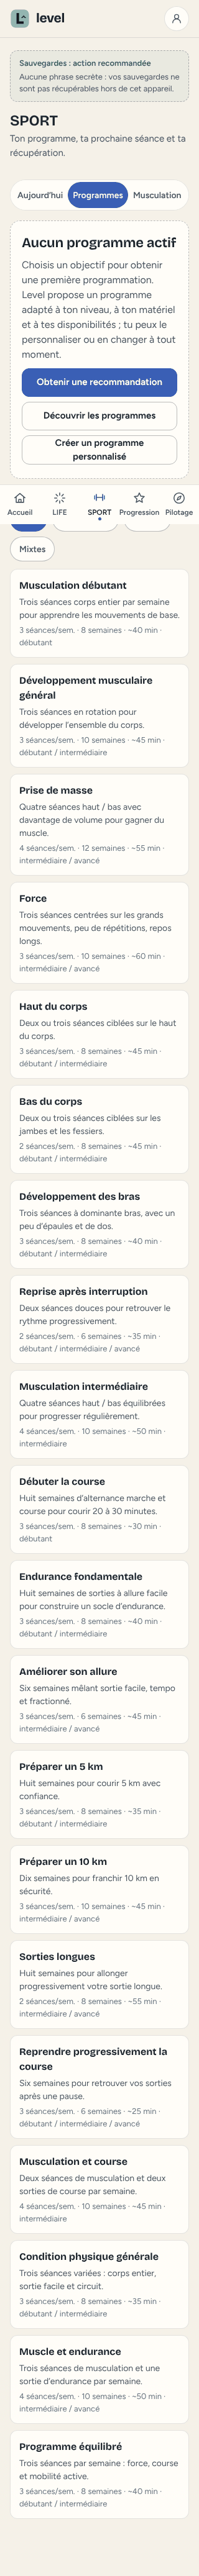 level
Sauvegardes : action recommandée
Aucune phrase secrète : vos sauvegardes ne
sont pas récupérables hors de cet appareil.
SPORT
Ton programme, ta prochaine séance et ta
récupération.
Aujourd'hui Programmes Musculation
Aucun programme actif
Choisis un objectif pour obtenir
une première programmation.
Level propose un programme
adapté à ton niveau, à ton matériel
et à tes disponibilités ; tu peux le
personnaliser ou en changer à tout
moment.
Obtenir une recommandation
Découvrir les programmes
Créer un programme
personnalisé
Accueil LIFE SPORT Progression Pilotage
Mixtes
Musculation débutant
Trois séances corps entier par semaine
pour apprendre les mouvements de base.
3 séances/sem. · 8 semaines · ~40 min ·
débutant
Développement musculaire
général
Trois séances en rotation pour
développer l'ensemble du corps.
3 séances/sem. · 10 semaines · ~45 min ·
débutant / intermédiaire
Prise de masse
Quatre séances haut / bas avec
davantage de volume pour gagner du
muscle.
4 séances/sem. · 12 semaines · ~55 min ·
intermédiaire / avancé
Force
Trois séances centrées sur les grands
mouvements, peu de répétitions, repos
longs.
3 séances/sem. · 10 semaines · ~60 min ·
intermédiaire / avancé
Haut du corps
Deux ou trois séances ciblées sur le haut
du corps.
3 séances/sem. · 8 semaines · ~45 min ·
débutant / intermédiaire
Bas du corps
Deux ou trois séances ciblées sur les
jambes et les fessiers.
2 séances/sem. · 8 semaines · ~45 min ·
débutant / intermédiaire
Développement des bras
Trois séances à dominante bras, avec un
peu d'épaules et de dos.
3 séances/sem. · 8 semaines · ~40 min ·
débutant / intermédiaire
Reprise après interruption
Deux séances douces pour retrouver le
rythme progressivement.
2 séances/sem. · 6 semaines · ~35 min ·
débutant / intermédiaire / avancé
Musculation intermédiaire
Quatre séances haut / bas équilibrées
pour progresser régulièrement.
4 séances/sem. · 10 semaines · ~50 min ·
intermédiaire
Débuter la course
Huit semaines d'alternance marche et
course pour courir 20 à 30 minutes.
3 séances/sem. · 8 semaines · ~30 min ·
débutant
Endurance fondamentale
Huit semaines de sorties à allure facile
pour construire un socle d'endurance.
3 séances/sem. · 8 semaines · ~40 min ·
débutant / intermédiaire
Améliorer son allure
Six semaines mêlant sortie facile, tempo
et fractionné.
3 séances/sem. · 6 semaines · ~45 min ·
intermédiaire / avancé
Préparer un 5 km
Huit semaines pour courir 5 km avec
confiance.
3 séances/sem. · 8 semaines · ~35 min ·
débutant / intermédiaire
Préparer un 10 km
Dix semaines pour franchir 10 km en
sécurité.
3 séances/sem. · 10 semaines · ~45 min ·
intermédiaire / avancé
Sorties longues
Huit semaines pour allonger
progressivement votre sortie longue.
2 séances/sem. · 8 semaines · ~55 min ·
intermédiaire / avancé
Reprendre progressivement la
course
Six semaines pour retrouver vos sorties
après une pause.
3 séances/sem. · 6 semaines · ~25 min ·
débutant / intermédiaire / avancé
Musculation et course
Deux séances de musculation et deux
sorties de course par semaine.
4 séances/sem. · 10 semaines · ~45 min ·
intermédiaire
Condition physique générale
Trois séances variées : corps entier,
sortie facile et circuit.
3 séances/sem. · 8 semaines · ~35 min ·
débutant / intermédiaire
Muscle et endurance
Trois séances de musculation et une
sortie d'endurance par semaine.
4 séances/sem. · 10 semaines · ~50 min ·
intermédiaire / avancé
Programme équilibré
Trois séances par semaine : force, course
et mobilité active.
3 séances/sem. · 8 semaines · ~40 min ·
débutant / intermédiaire